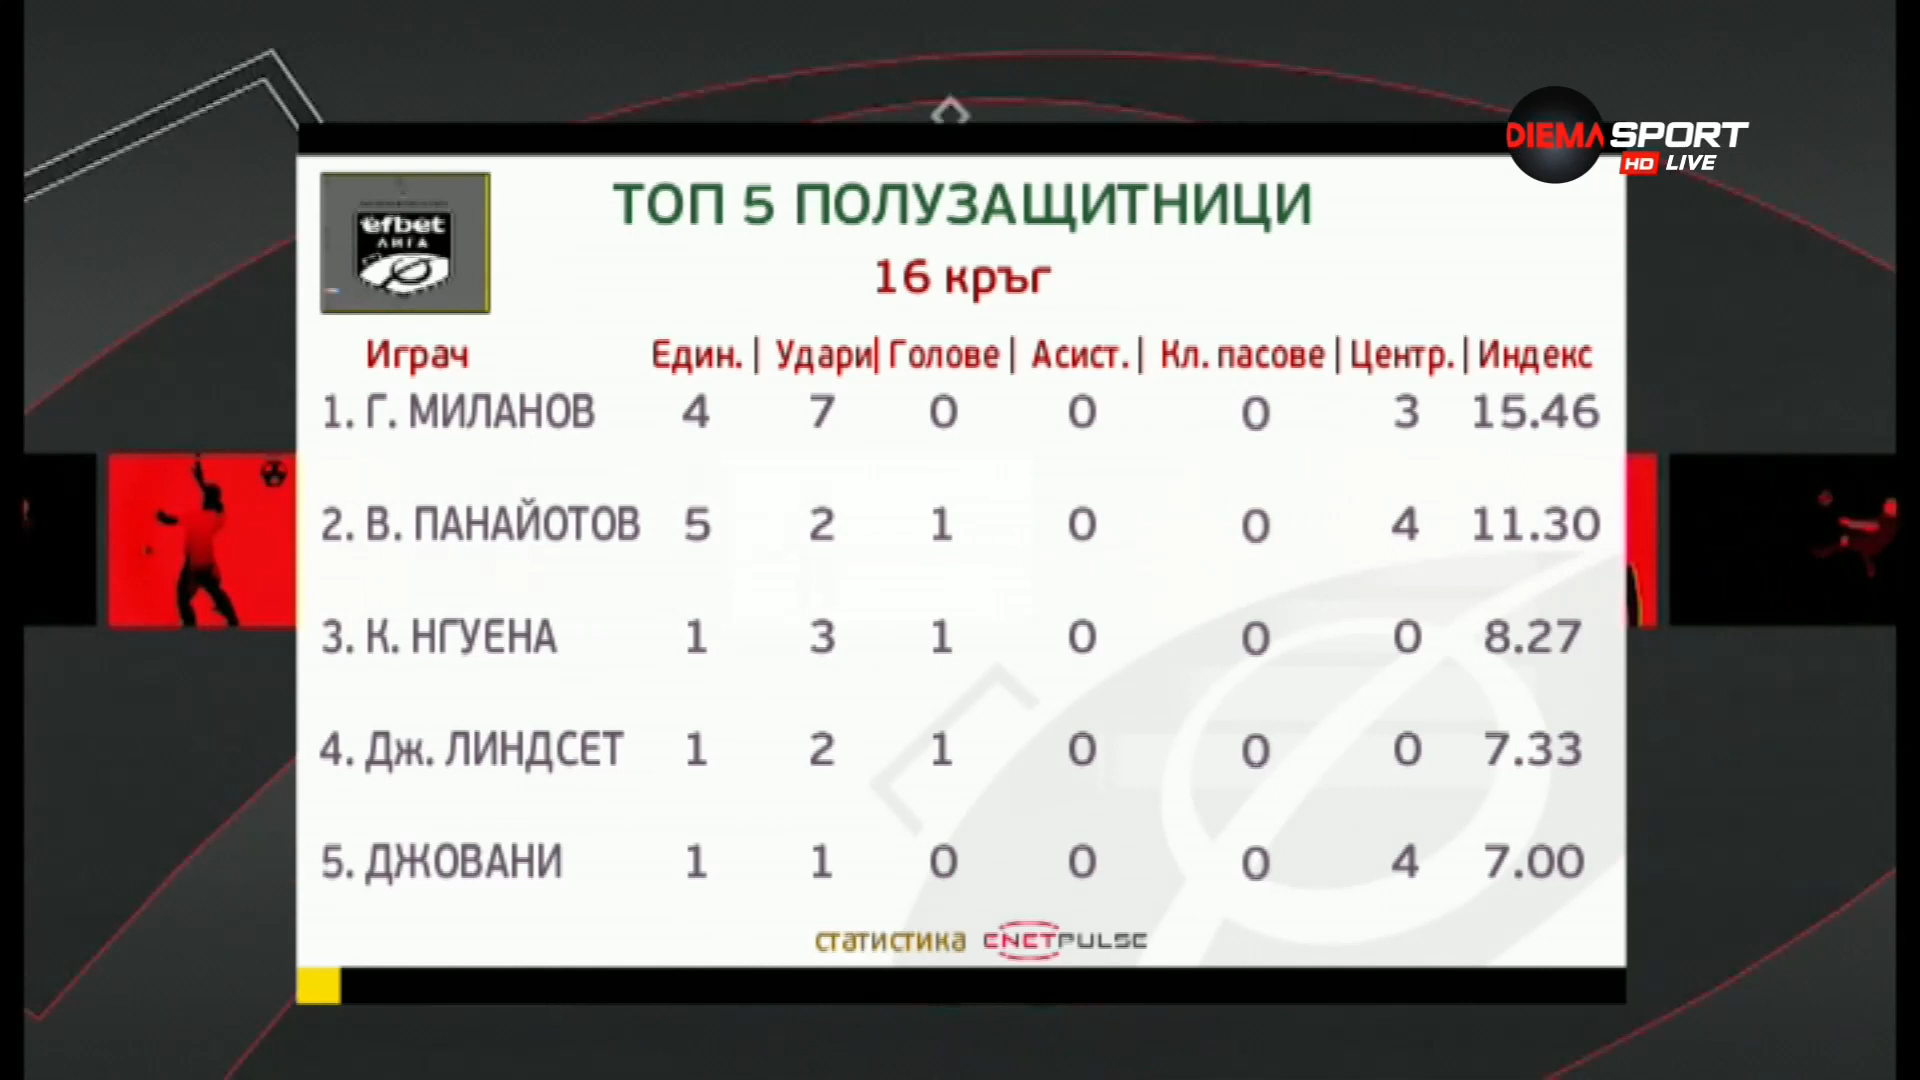 DIEMA SPORT
HD LIVE
efbet
ЛИГА
ТОП 5 ПОЛУЗАЩИТНИЦИ
16 кръг
Играч Един. | Удари| Голове | Асист. | Кл. пасове | Центр. | Индекс
1. Г. МИЛАНОВ 4 7 0 0 0 3 15.46
2. В. ПАНАЙОТОВ 5 2 1 0 0 4 11.30
3. К. НГУЕНА 1 3 1 0 0 0 8.27
4. Дж. ЛИНДСЕТ 1 2 1 0 0 0 7.33
5. ДЖОВАНИ 1 1 0 0 0 4 7.00
статистика ENETPULSE